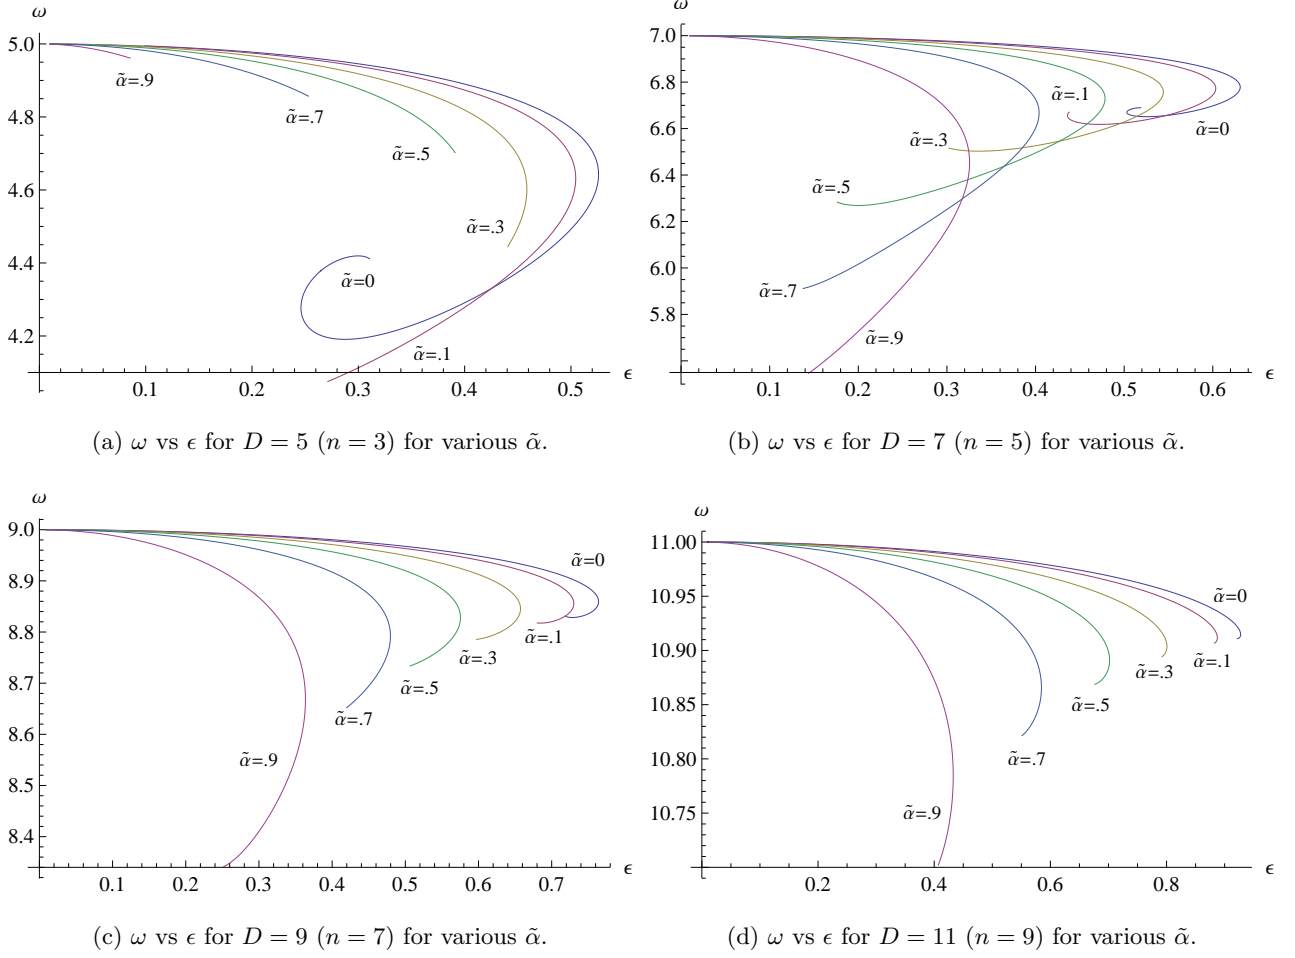 ω
5.0
4.8
4.6
4.4
4.2
0.1 0.2 0.3 0.4 0.5 ϵ
α̃=.9
α̃=.7
α̃=.5
α̃=.3
α̃=0
α̃=.1
(a) ω vs ϵ for D = 5 (n = 3) for various α̃.
ω
7.0
6.8
6.6
6.4
6.2
6.0
5.8
0.1 0.2 0.3 0.4 0.5 0.6 ϵ
α̃=.1
α̃=0
α̃=.3
α̃=.5
α̃=.7
α̃=.9
(b) ω vs ϵ for D = 7 (n = 5) for various α̃.
ω
9.0
8.9
8.8
8.7
8.6
8.5
8.4
0.1 0.2 0.3 0.4 0.5 0.6 0.7 ϵ
α̃=0
α̃=.1
α̃=.3
α̃=.5
α̃=.7
α̃=.9
(c) ω vs ϵ for D = 9 (n = 7) for various α̃.
ω
11.00
10.95
10.90
10.85
10.80
10.75
0.2 0.4 0.6 0.8 ϵ
α̃=0
α̃=.1
α̃=.3
α̃=.5
α̃=.7
α̃=.9
(d) ω vs ϵ for D = 11 (n = 9) for various α̃.